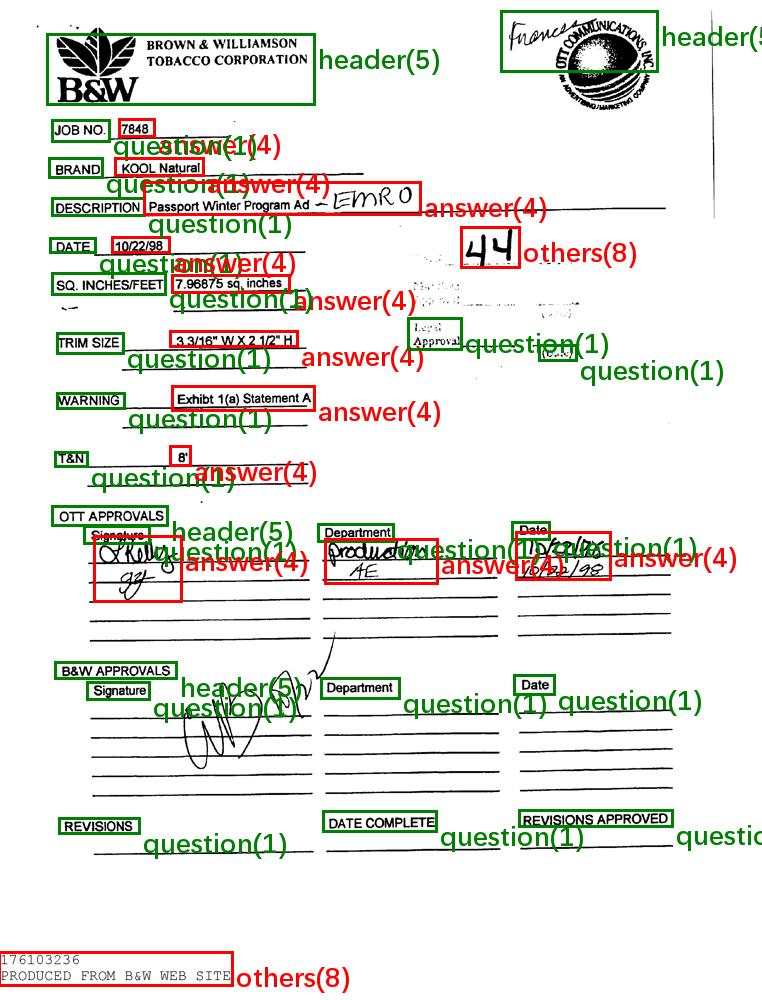 BROWN & WILLIAMSON
TOBACCO CORPORATION
B&W
header(5)
Frances
OTT COMMUNICATIONS INC
AN ADVERTISING/MARKETING COMPANY
header(5
JOB NO. 7848
question(1) answer(4)
BRAND KOOL Natural
question(1) answer(4)
DESCRIPTION Passport Winter Program Ad - EMRO answer(4)
question(1)
44 others(8)
DATE 10/22/98
question(1) answer(4)
SQ. INCHES/FEET 7.96875 sq. inches
question(1) answer(4)
Legal
Approval question(1)
(Date) question(1)
TRIM SIZE 3 3/16" W X 2 1/2" H
question(1) answer(4)
WARNING Exhibt 1(a) Statement A answer(4)
question(1)
T&N 8'
question(1) answer(4)
OTT APPROVALS
header(5)
Signature Department Date
question(1) question(1) question(1)
production 10/22/98
answer(4) AE answer(4) 10/22/98 answer(4)
B&W APPROVALS
header(5)
Signature Department Date
question(1) question(1) question(1)
REVISIONS DATE COMPLETE REVISIONS APPROVED
question(1) question(1) questio
176103236
PRODUCED FROM B&W WEB SITE others(8)